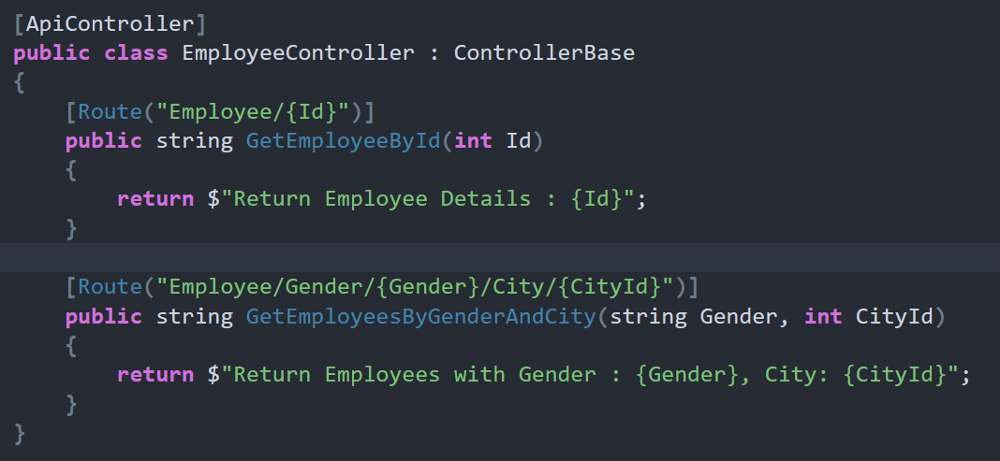 [ApiController]
public class EmployeeController : ControllerBase
{
    [Route("Employee/{Id}")]
    public string GetEmployeeById(int Id)
    {
        return $"Return Employee Details : {Id}";
    }

    [Route("Employee/Gender/{Gender}/City/{CityId}")]
    public string GetEmployeesByGenderAndCity(string Gender, int CityId)
    {
        return $"Return Employees with Gender : {Gender}, City: {CityId}";
    }
}